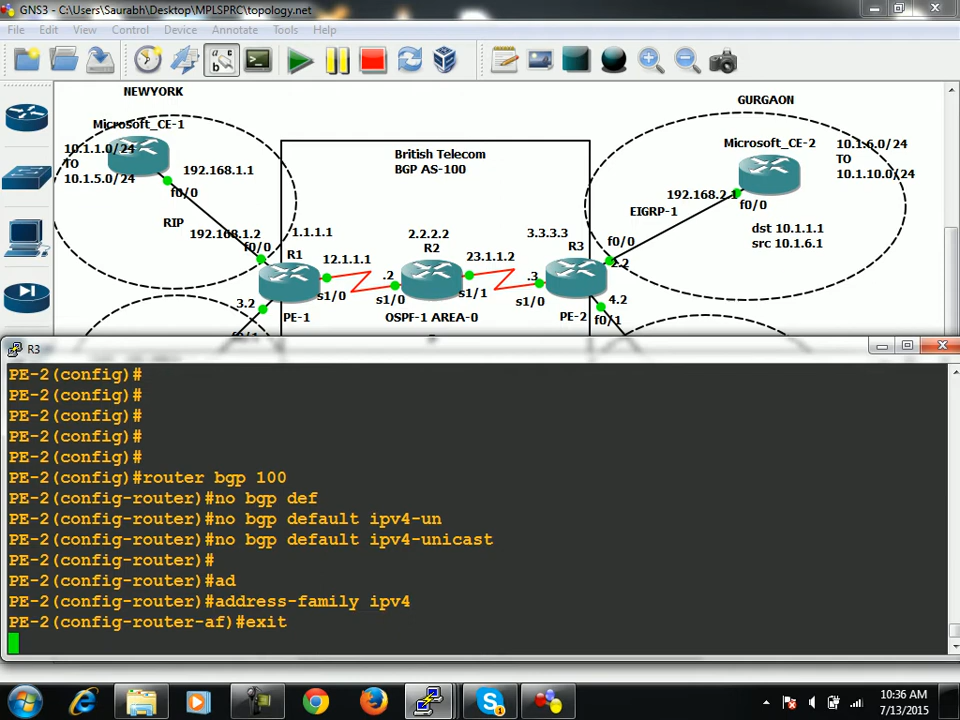 GNS3 - C:\Users\Saurabh\Desktop\MPLSPRC\topology.net
File Edit View Control Device Annotate Tools Help
NEWYORK
GURGAON
Microsoft_CE-1
10.1.1.0/24
TO
10.1.5.0/24
192.168.1.1
f0/0
RIP
192.168.1.2
f0/0
British Telecom
BGP AS-100
Microsoft_CE-2
10.1.6.0/24
TO
10.1.10.0/24
192.168.2.1
f0/0
EIGRP-1
dst 10.1.1.1
src 10.1.6.1
1.1.1.1
R1
12.1.1.1
s1/0
3.2
PE-1
f0/1
2.2.2.2
R2
.2
s1/0
23.1.1.2
s1/1
OSPF-1 AREA-0
3.3.3.3
R3
.3
s1/0
f0/0
2.2
4.2
PE-2
f0/1
R3
PE-2(config)#
PE-2(config)#
PE-2(config)#
PE-2(config)#
PE-2(config)#
PE-2(config)#router bgp 100
PE-2(config-router)#no bgp def
PE-2(config-router)#no bgp default ipv4-un
PE-2(config-router)#no bgp default ipv4-unicast
PE-2(config-router)#
PE-2(config-router)#ad
PE-2(config-router)#address-family ipv4
PE-2(config-router-af)#exit
10:36 AM
7/13/2015